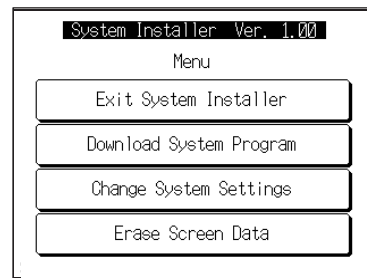 System Installer Ver. 1.00
Menu
Exit System Installer
Download System Program
Change System Settings
Erase Screen Data